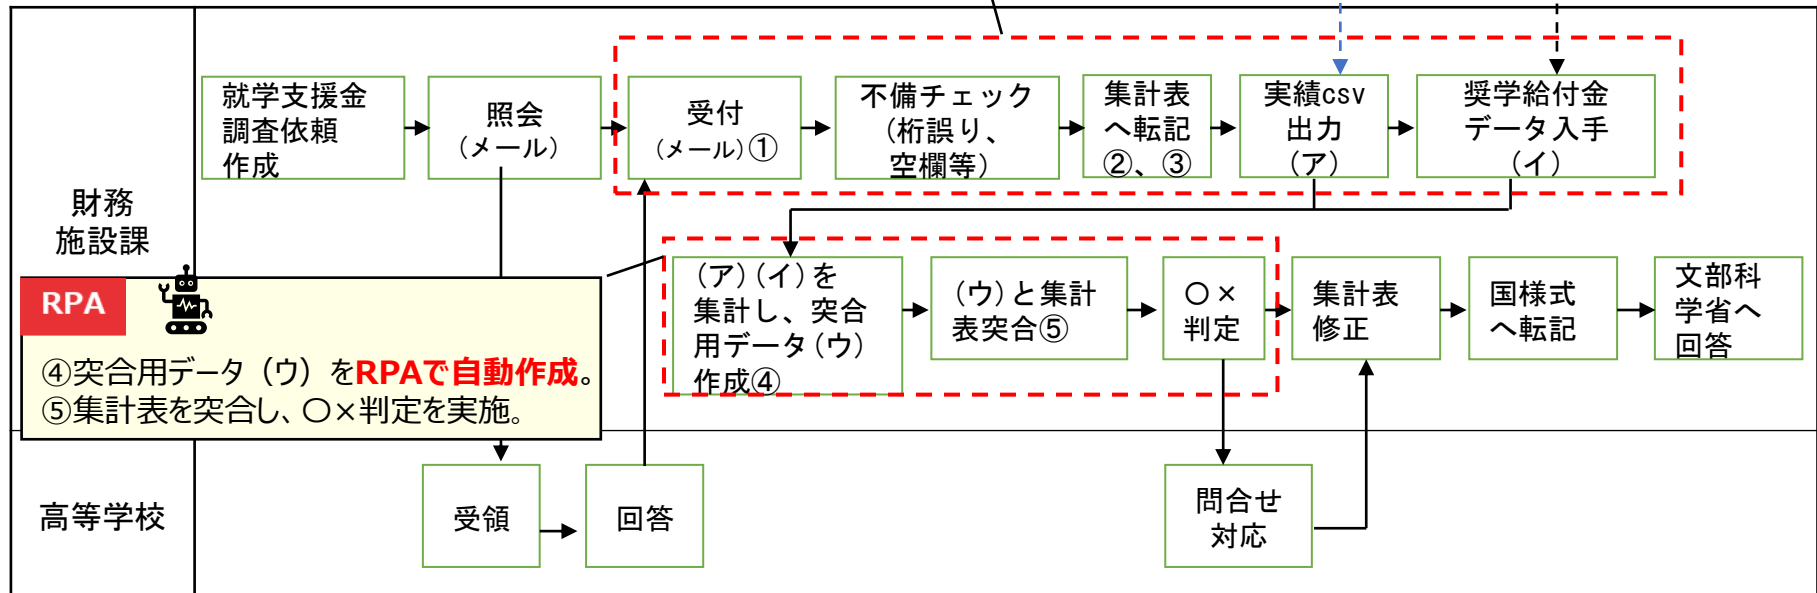 就学支援金
調査依頼
作成
照会
(メール)
受付
(メール)①
不備チェック
(桁誤り、
空欄等)
集計表
へ転記
②、③
実績csv
出力
(ア)
奨学給付金
データ入手
(イ)
財務
施設課
(ア)(イ)を
集計し、突合
用データ(ウ)
作成④
(ウ)と集計
表突合⑤
〇×
判定
集計表
修正
国様式
へ転記
文部科
学省へ
回答
RPA
④突合用データ（ウ）をRPAで自動作成。
⑤集計表を突合し、〇×判定を実施。
高等学校
受領
回答
問合せ
対応